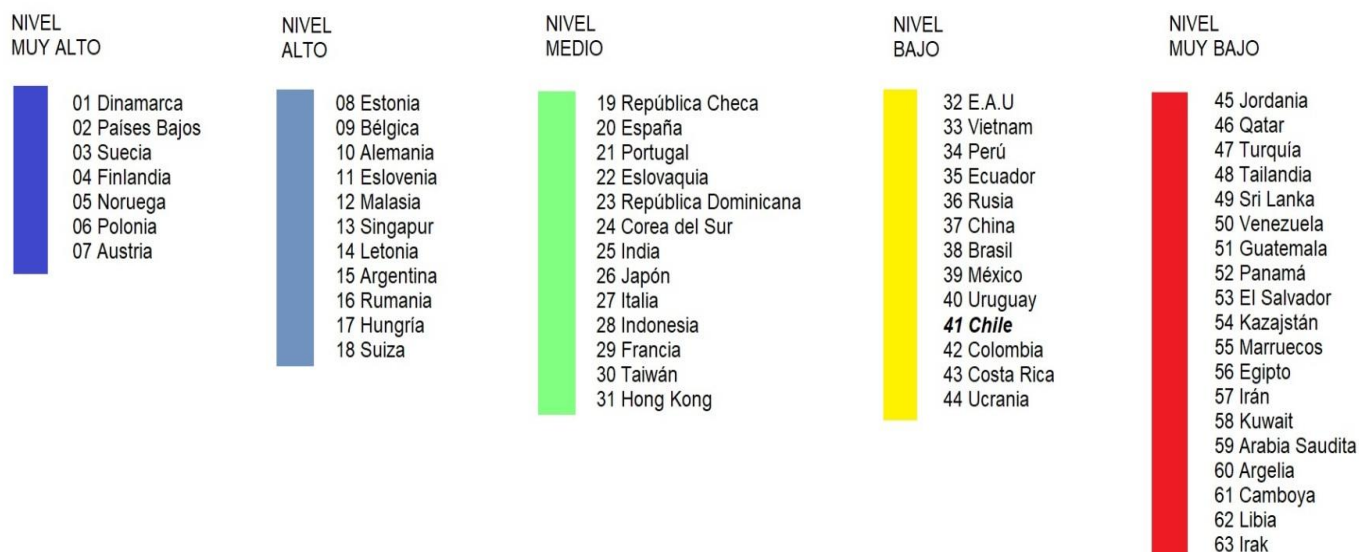 NIVEL
MUY ALTO
01 Dinamarca
02 Países Bajos
03 Suecia
04 Finlandia
05 Noruega
06 Polonia
07 Austria
NIVEL
ALTO
08 Estonia
09 Bélgica
10 Alemania
11 Eslovenia
12 Malasia
13 Singapur
14 Letonia
15 Argentina
16 Rumania
17 Hungría
18 Suiza
NIVEL
MEDIO
19 República Checa
20 España
21 Portugal
22 Eslovaquia
23 República Dominicana
24 Corea del Sur
25 India
26 Japón
27 Italia
28 Indonesia
29 Francia
30 Taiwán
31 Hong Kong
NIVEL
BAJO
32 E.A.U
33 Vietnam
34 Perú
35 Ecuador
36 Rusia
37 China
38 Brasil
39 México
40 Uruguay
41 Chile
42 Colombia
43 Costa Rica
44 Ucrania
NIVEL
MUY BAJO
45 Jordania
46 Qatar
47 Turquía
48 Tailandia
49 Sri Lanka
50 Venezuela
51 Guatemala
52 Panamá
53 El Salvador
54 Kazajstán
55 Marruecos
56 Egipto
57 Irán
58 Kuwait
59 Arabia Saudita
60 Argelia
61 Camboya
62 Libia
63 Irak